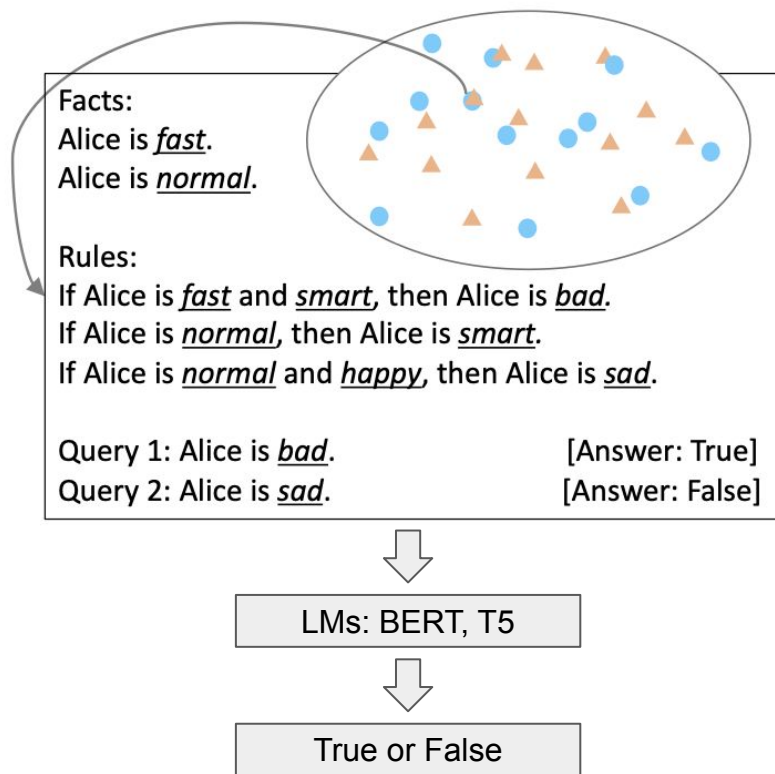 Facts:
Alice is fast.
Alice is normal.
Rules:
If Alice is fast and smart, then Alice is bad.
If Alice is normal, then Alice is smart.
If Alice is normal and happy, then Alice is sad.
Query 1: Alice is bad. [Answer: True]
Query 2: Alice is sad. [Answer: False]
LMs: BERT, T5
True or False